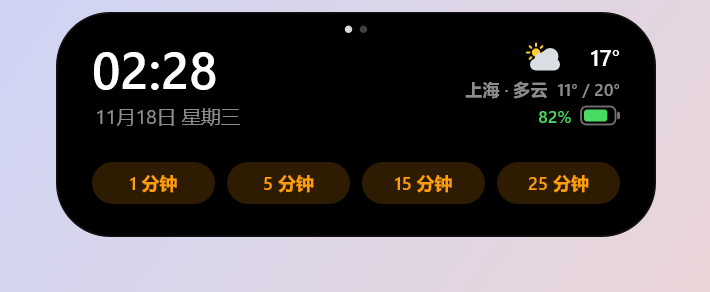 02:28
11月18日 星期三
17°
上海 · 多云 11° / 20°
82%
1 分钟
5 分钟
15 分钟
25 分钟